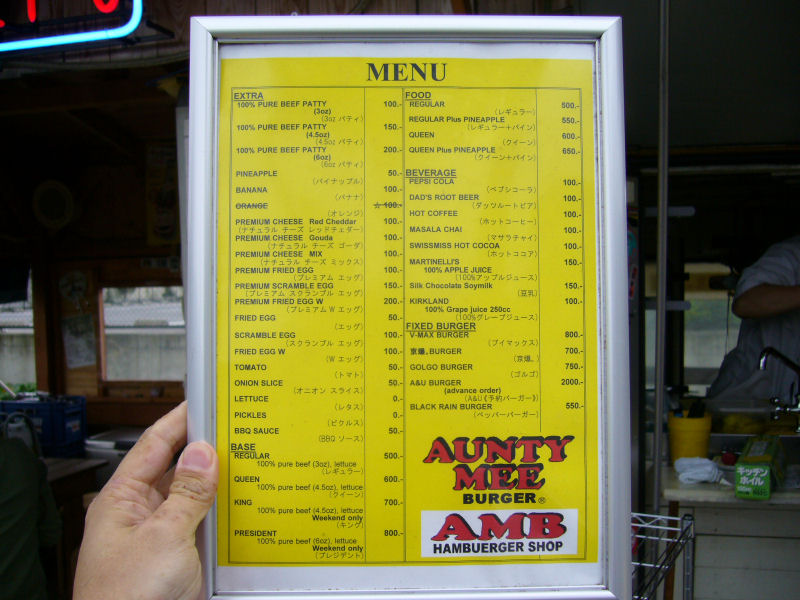 MENU
EXTRA
100% PURE BEEF PATTY 100.-
(3oz)
(3oz パティ)
100% PURE BEEF PATTY 150.-
(4.5oz)
(4.5oz パティ)
100% PURE BEEF PATTY 200.-
(6oz)
(6oz パティ)
PINEAPPLE 50.-
(パイナップル)
BANANA 100.-
(バナナ)
ORANGE ☆ 100.-
(オレンジ)
PREMIUM CHEESE Red Cheddar 100.-
(ナチュラル チーズ レッドチェダー)
PREMIUM CHEESE Gouda 100.-
(ナチュラル チーズ ゴーダ)
PREMIUM CHEESE MIX 100.-
(ナチュラル チーズ ミックス)
PREMIUM FRIED EGG 100.-
(プレミアム エッグ)
PREMIUM SCRAMBLE EGG 150.-
(プレミアム スクランブル エッグ)
PREMIUM FRIED EGG W 200.-
(プレミアム W エッグ)
FRIED EGG 50.-
(エッグ)
SCRAMBLE EGG 100.-
(スクランブル エッグ)
FRIED EGG W 100.-
(W エッグ)
TOMATO 50.-
(トマト)
ONION SLICE 50.-
(オニオン スライス)
LETTUCE 0.-
(レタス)
PICKLES 0.-
(ピクルス)
BBQ SAUCE 50.-
(BBQ ソース)
BASE
REGULAR 500.-
100% pure beef (3oz), lettuce
(レギュラー)
QUEEN 600.-
100% pure beef (4.5oz), lettuce
(クイーン)
KING 700.-
100% pure beef (4.5oz), lettuce
Weekend only
(キング)
PRESIDENT 800.-
100% pure beef (6oz), lettuce
Weekend only
(プレジデント)
FOOD
REGULAR 500.-
(レギュラー)
REGULAR Plus PINEAPPLE 550.-
(レギュラー+パイン)
QUEEN 600.-
(クイーン)
QUEEN Plus PINEAPPLE 650.-
(クイーン+パイン)
BEVERAGE
PEPSI COLA 100.-
(ペプシコーラ)
DAD'S ROOT BEER 100.-
(ダッツルートビア)
HOT COFFEE 100.-
(ホットコーヒー)
MASALA CHAI 100.-
(マサラチャイ)
SWISSMISS HOT COCOA 100.-
(ホットココア)
MARTINELLI'S 150.-
100% APPLE JUICE
(100%アップルジュース)
Silk Chocolate Soymilk 150.-
(豆乳)
KIRKLAND 100.-
100% Grape juice 250cc
(100%グレープジュース)
FIXED BURGER
V-MAX BURGER 800.-
(ブイマックス)
京爆。BURGER 700.-
(京爆。)
GOLGO BURGER 750.-
(ゴルゴ)
A&U BURGER 2000.-
(advance order)
(A&U《予約バーガー》)
BLACK RAIN BURGER 550.-
(ペッパーバーガー)
AUNTY
MEE
BURGER®
AMB
HAMBUERGER SHOP
キッチン
ホイル